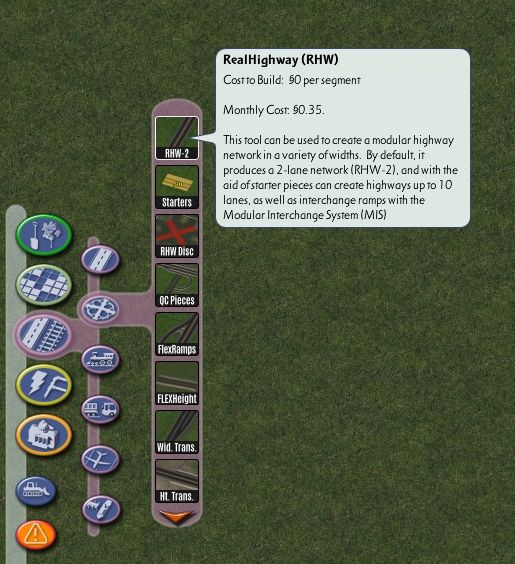 RealHighway (RHW)
Cost to Build: §0 per segment
Monthly Cost: §0.35.
This tool can be used to create a modular highway
network in a variety of widths. By default, it
produces a 2-lane network (RHW-2), and with the
aid of starter pieces can create highways up to 10
lanes, as well as interchange ramps with the
Modular Interchange System (MIS)
RHW-2
Starters
RHW Disc
QC Pieces
FlexRamps
FLEXHeight
Wid. Trans.
Ht. Trans.